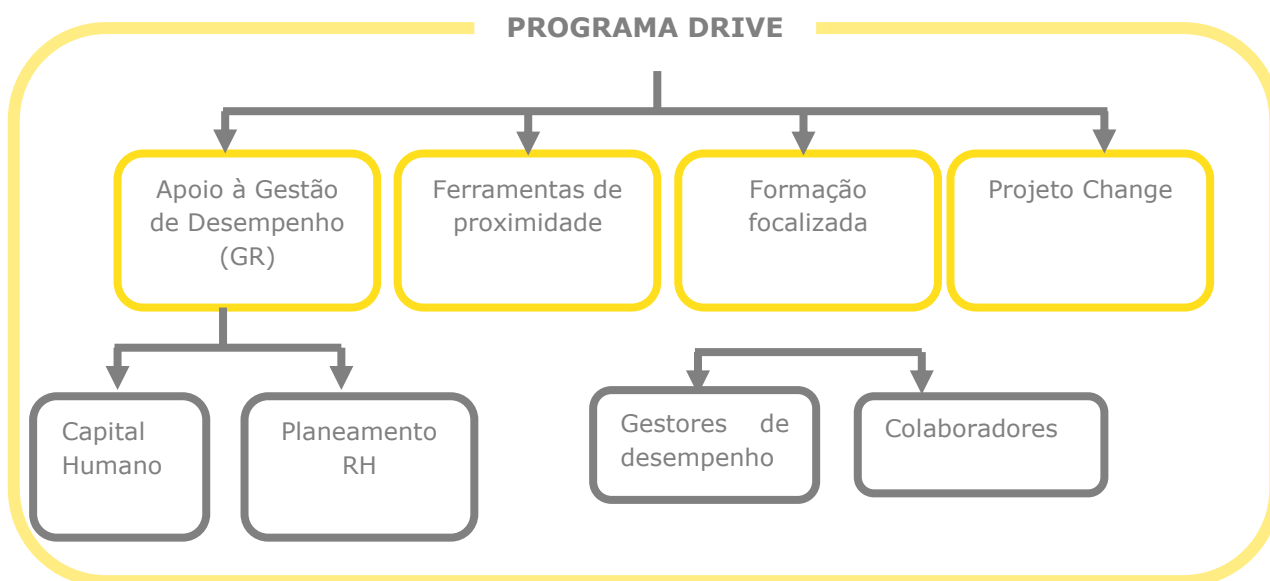 PROGRAMA DRIVE
Apoio à Gestão
de Desempenho
(GR)
Ferramentas de
proximidade
Formação
focalizada
Projeto Change
Capital
Humano
Planeamento
RH
Gestores de
desempenho
Colaboradores